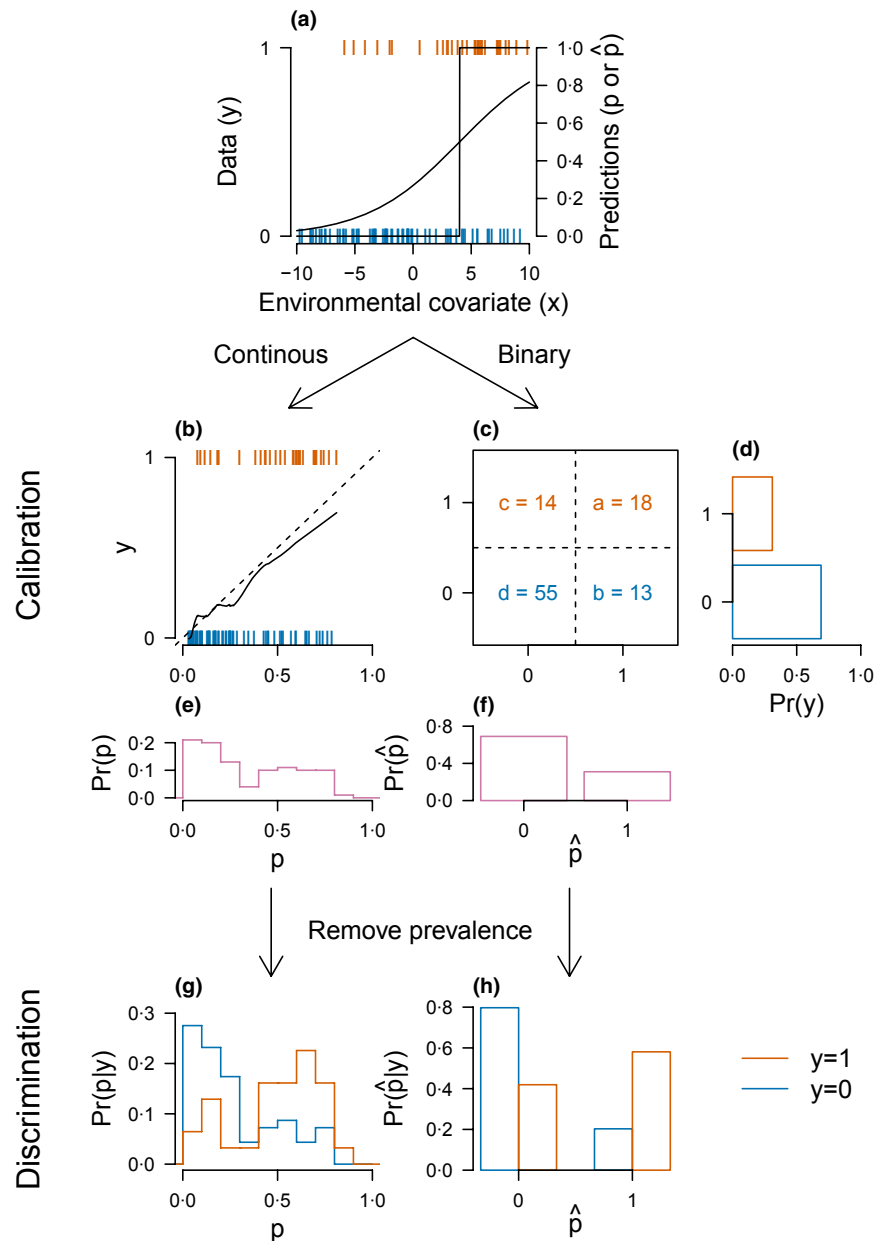 (a)
1
0
Data (y)
1·0
0·8
0·6
0·4
0·2
0·0
Predictions (p or p̂)
−10 −5 0 5 10
Environmental covariate (x)
Continous
Binary
Calibration
(b)
1
0
y
0·0 0·5 1·0
(c)
1
0
c = 14 a = 18
d = 55 b = 13
0 1
(d)
1
0
0·0 0·5 1·0
Pr(y)
(e)
0·2
0·1
0·0
Pr(p)
0·0 0·5 1·0
p
(f)
0·8
0·4
0·0
Pr(p̂)
0 1
p̂
Remove prevalence
Discrimination
(g)
0·3
0·2
0·1
0·0
Pr(p|y)
0·0 0·5 1·0
p
(h)
0·8
0·6
0·4
0·2
0·0
Pr(p̂|y)
0 1
p̂
y=1
y=0